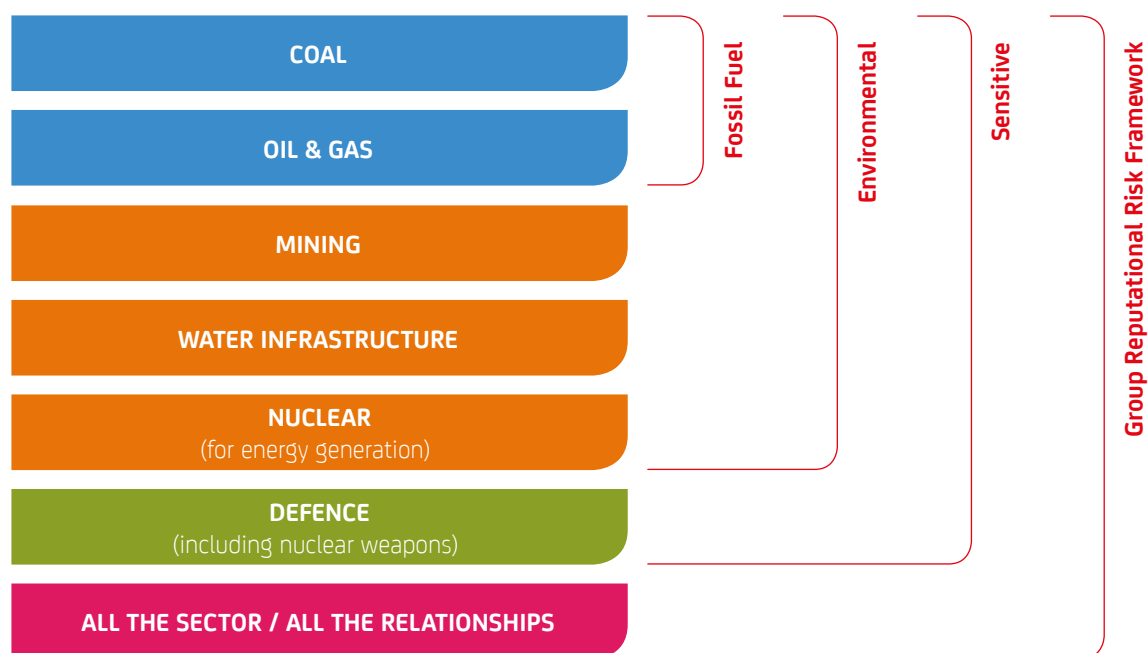 COAL
OIL & GAS
MINING
WATER INFRASTRUCTURE
NUCLEAR
(for energy generation)
DEFENCE
(including nuclear weapons)
ALL THE SECTOR / ALL THE RELATIONSHIPS
Fossil Fuel
Environmental
Sensitive
Group Reputational Risk Framework